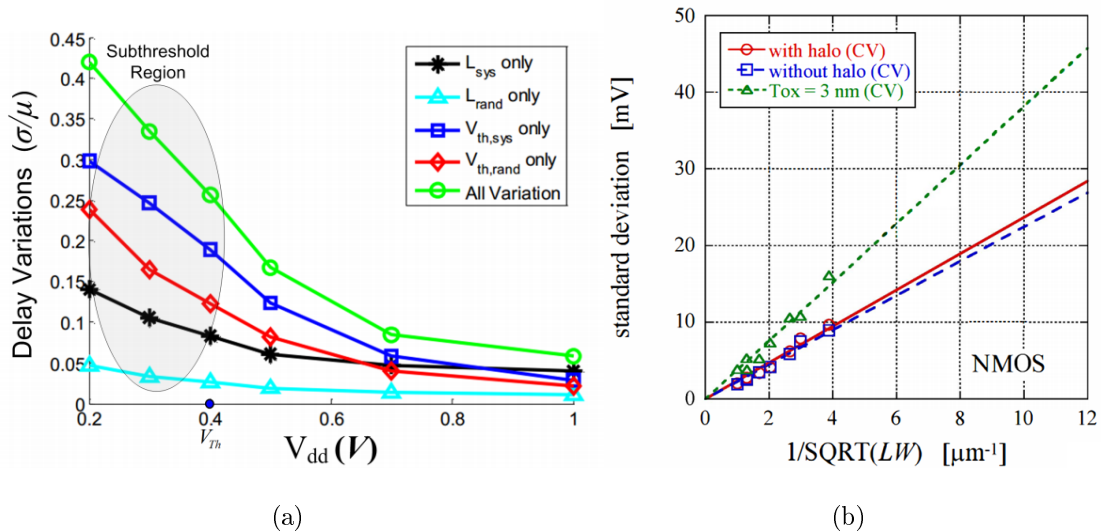 0.45
0.4
0.35
0.3
0.25
0.2
0.15
0.1
0.05
0
Delay Variations (σ/μ)
Subthreshold
Region
L_sys only
L_rand only
V_th,sys only
V_th,rand only
All Variation
0.2 0.4 0.6 0.8 1
V_Th
V_dd (V)
(a)
50
40
30
20
10
0
standard deviation [mV]
with halo (CV)
without halo (CV)
Tox = 3 nm (CV)
NMOS
0 2 4 6 8 10 12
1/SQRT(LW) [μm⁻¹]
(b)